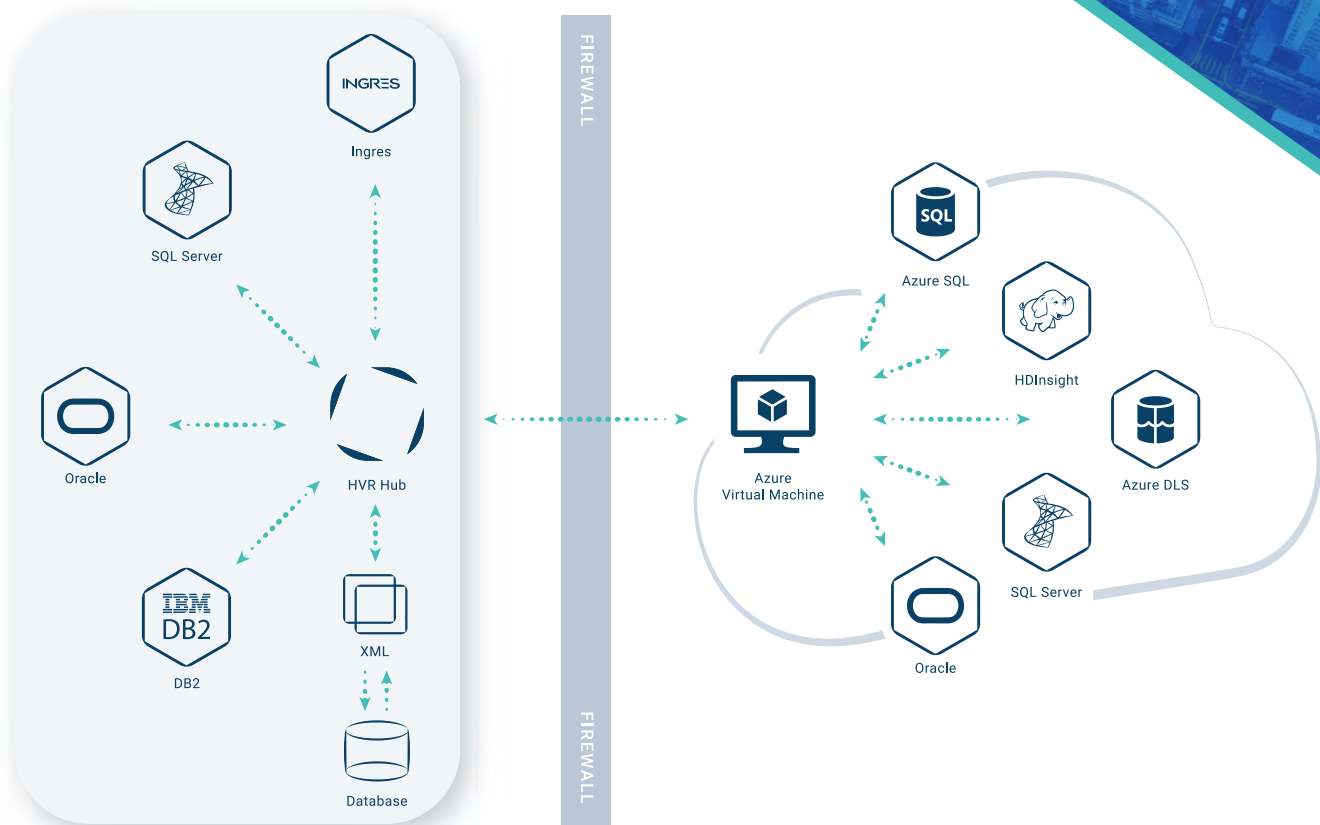 INGRES
Ingres
SQL Server
Oracle
HVR Hub
IBM
DB2
DB2
XML
Database
FIREWALL
FIREWALL
SQL
Azure SQL
HDInsight
Azure
Virtual Machine
Azure DLS
SQL Server
Oracle